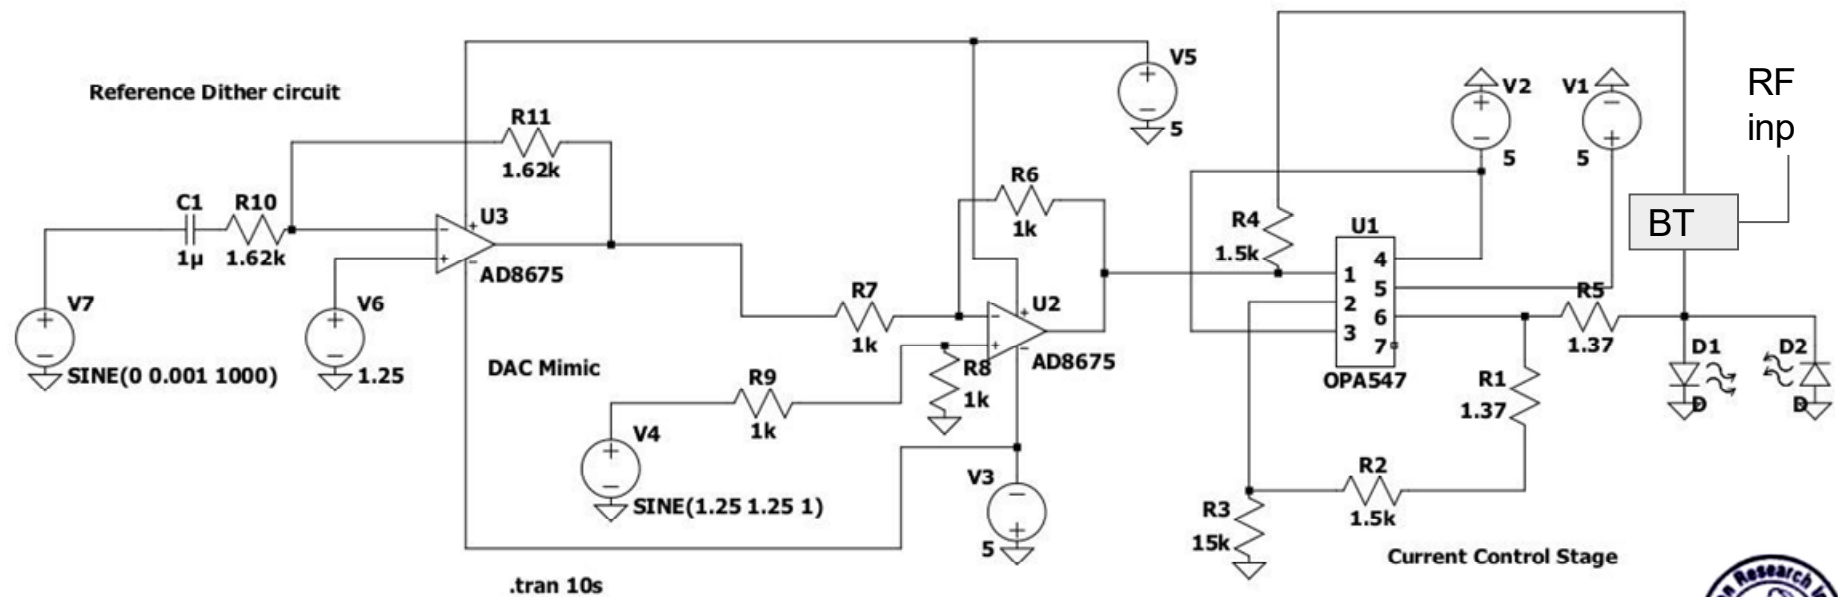 Reference Dither circuit
C1
1µ
R10
1.62k
R11
1.62k
U3
AD8675
V7
SINE(0 0.001 1000)
V6
1.25
V5
5
R6
1k
R7
1k
U2
AD8675
R8
1k
DAC Mimic
R9
1k
V4
SINE(1.25 1.25 1)
V3
5
.tran 10s
V2
5
V1
5
RF
inp
BT
R4
1.5k
U1
1
2
3
4
5
6
7
OPA547
R5
1.37
R1
1.37
D1
D
D2
D
R2
1.5k
R3
15k
Current Control Stage